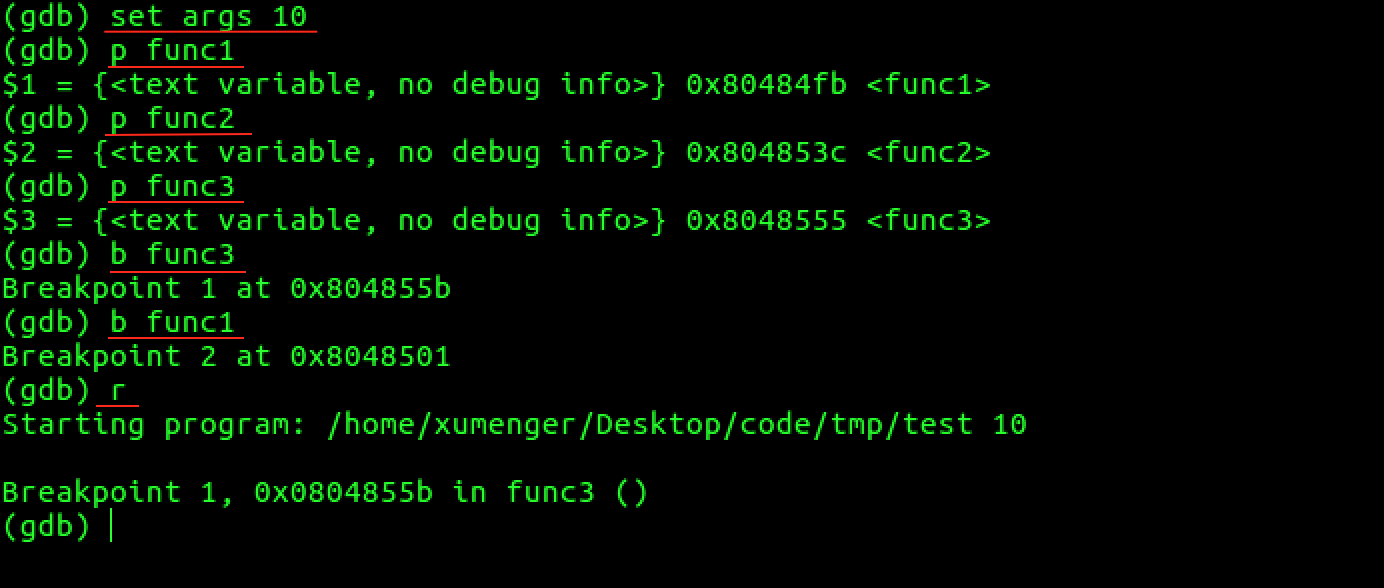 (gdb) set args 10
(gdb) p func1
$1 = {<text variable, no debug info>} 0x80484fb <func1>
(gdb) p func2
$2 = {<text variable, no debug info>} 0x804853c <func2>
(gdb) p func3
$3 = {<text variable, no debug info>} 0x8048555 <func3>
(gdb) b func3
Breakpoint 1 at 0x804855b
(gdb) b func1
Breakpoint 2 at 0x8048501
(gdb) r
Starting program: /home/xumenger/Desktop/code/tmp/test 10
Breakpoint 1, 0x0804855b in func3 ()
(gdb)